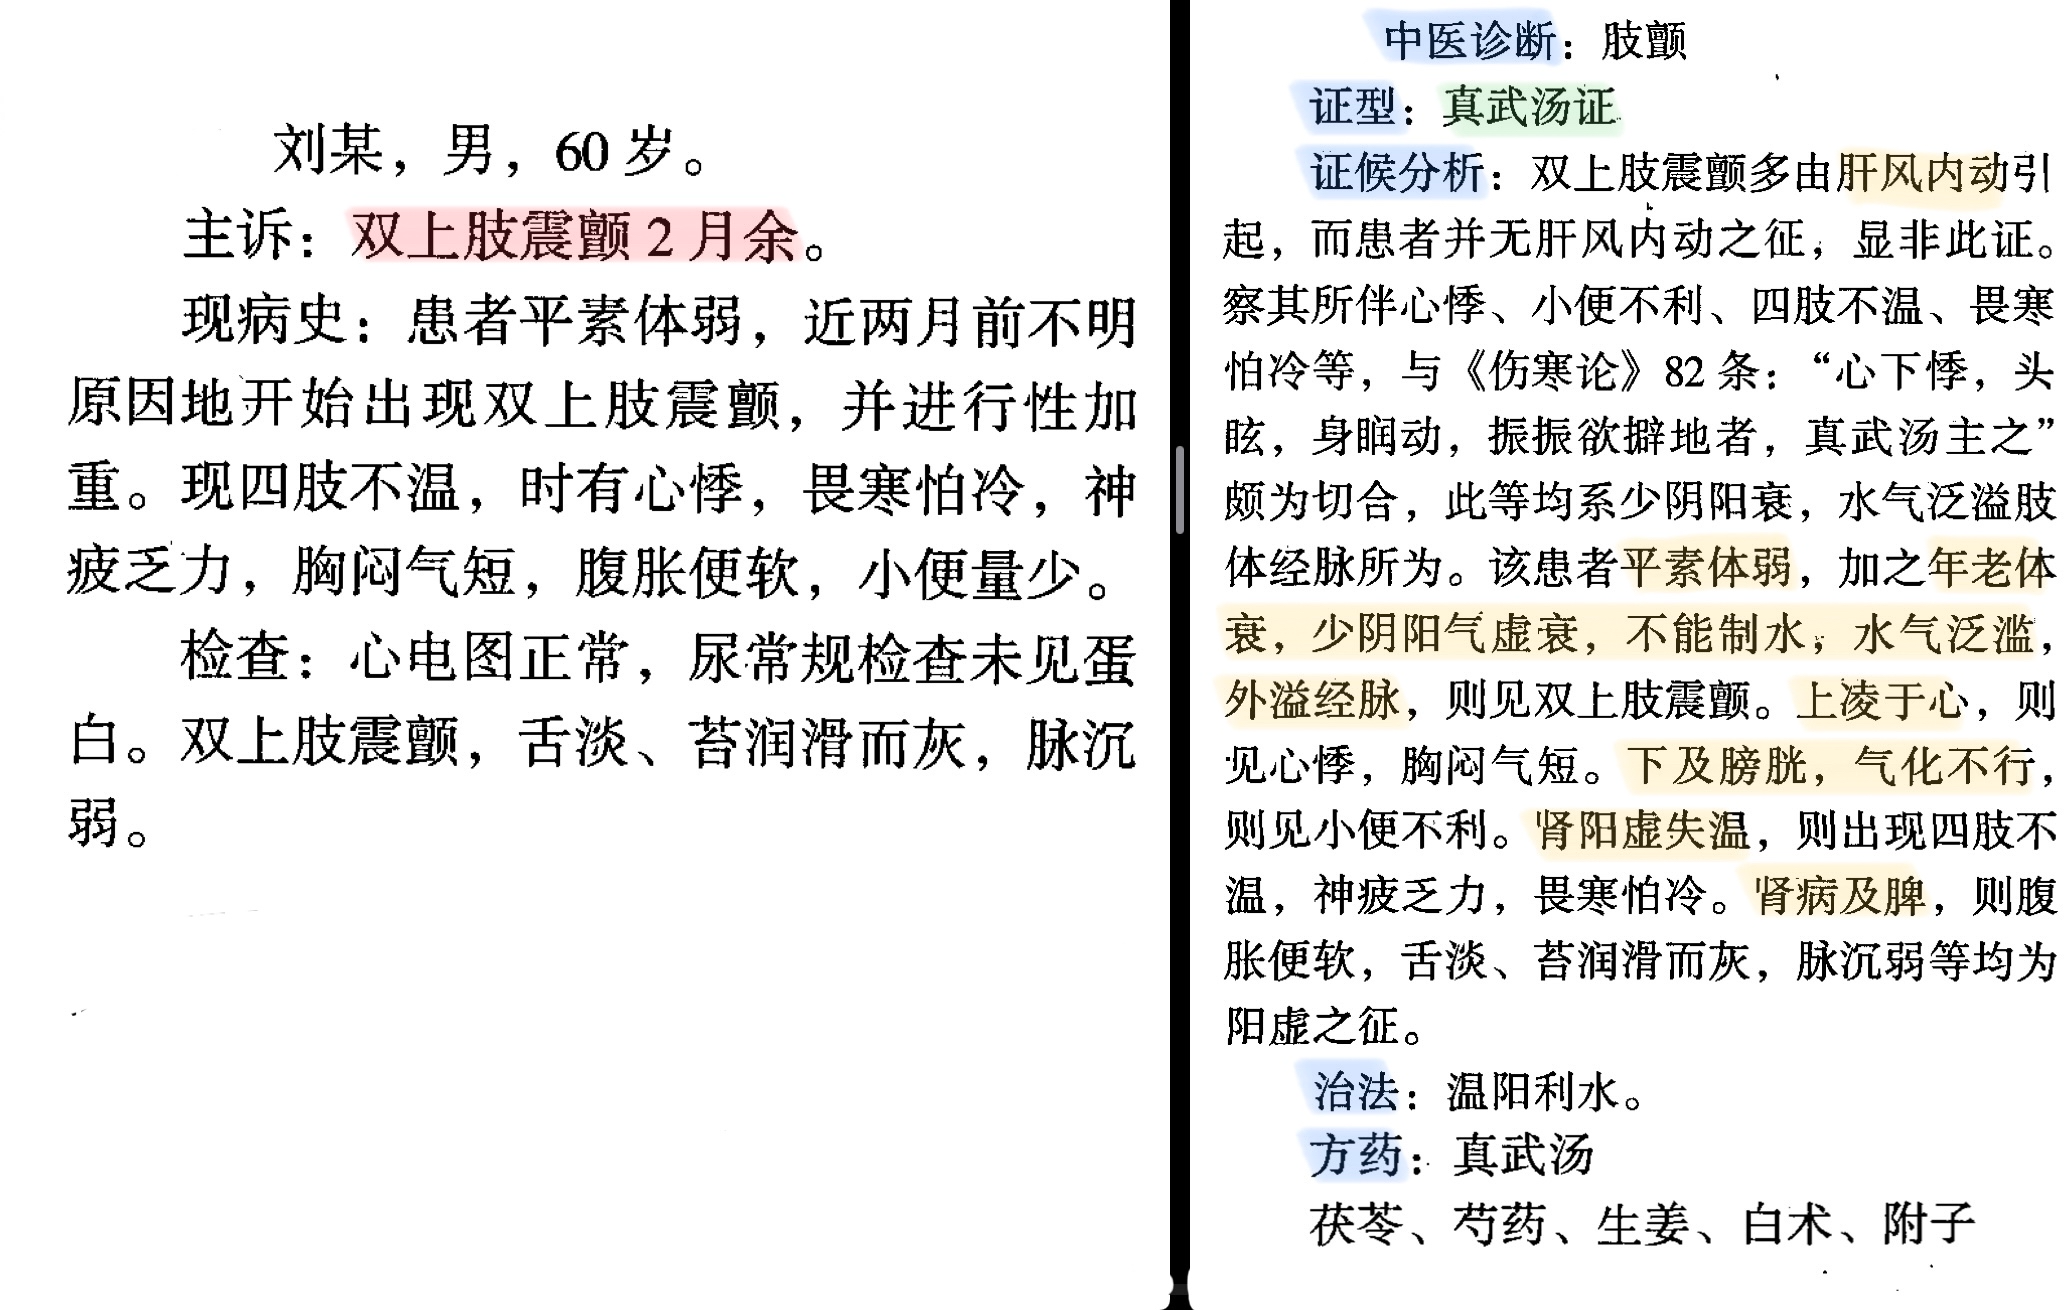 刘某，男，60 岁。
主诉：双上肢震颤 2 月余。
现病史：患者平素体弱，近两月前不明
原因地开始出现双上肢震颤，并进行性加
重。现四肢不温，时有心悸，畏寒怕冷，神
疲乏力，胸闷气短，腹胀便软，小便量少。
检查：心电图正常，尿常规检查未见蛋
白。双上肢震颤，舌淡、苔润滑而灰，脉沉
弱。
中医诊断：肢颤
证型：真武汤证
证候分析：双上肢震颤多由肝风内动引
起，而患者并无肝风内动之征，显非此证。
察其所伴心悸、小便不利、四肢不温、畏寒
怕冷等，与《伤寒论》82 条：“心下悸，头
眩，身瞤动，振振欲擗地者，真武汤主之”
颇为切合，此等均系少阴阳衰，水气泛溢肢
体经脉所为。该患者平素体弱，加之年老体
衰，少阴阳气虚衰，不能制水，水气泛滥，
外溢经脉，则见双上肢震颤。上凌于心，则
见心悸，胸闷气短。下及膀胱，气化不行，
则见小便不利。肾阳虚失温，则出现四肢不
温，神疲乏力，畏寒怕冷。肾病及脾，则腹
胀便软，舌淡、苔润滑而灰，脉沉弱等均为
阳虚之征。
治法：温阳利水。
方药：真武汤
茯苓、芍药、生姜、白术、附子